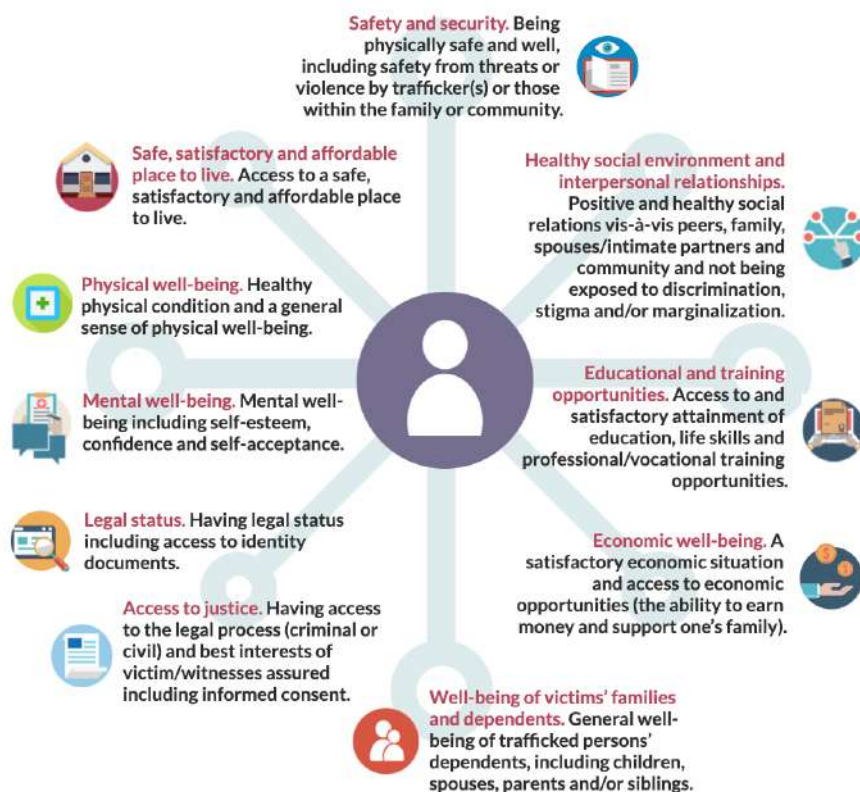 Safety and security. Being
physically safe and well,
including safety from threats or
violence by trafficker(s) or those
within the family or community.
Safe, satisfactory and affordable
place to live. Access to a safe,
satisfactory and affordable place
to live.
Healthy social environment and
interpersonal relationships.
Positive and healthy social
relations vis-à-vis peers, family,
spouses/intimate partners and
community and not being
exposed to discrimination,
stigma and/or marginalization.
Physical well-being. Healthy
physical condition and a general
sense of physical well-being.
Educational and training
opportunities. Access to and
satisfactory attainment of
education, life skills and
professional/vocational training
opportunities.
Mental well-being. Mental well-
being including self-esteem,
confidence and self-acceptance.
Legal status. Having legal status
including access to identity
documents.
Economic well-being. A
satisfactory economic situation
and access to economic
opportunities (the ability to earn
money and support one's family).
Access to justice. Having access
to the legal process (criminal or
civil) and best interests of
victim/witnesses assured
including informed consent.
Well-being of victims' families
and dependents. General well-
being of trafficked persons'
dependents, including children,
spouses, parents and/or siblings.